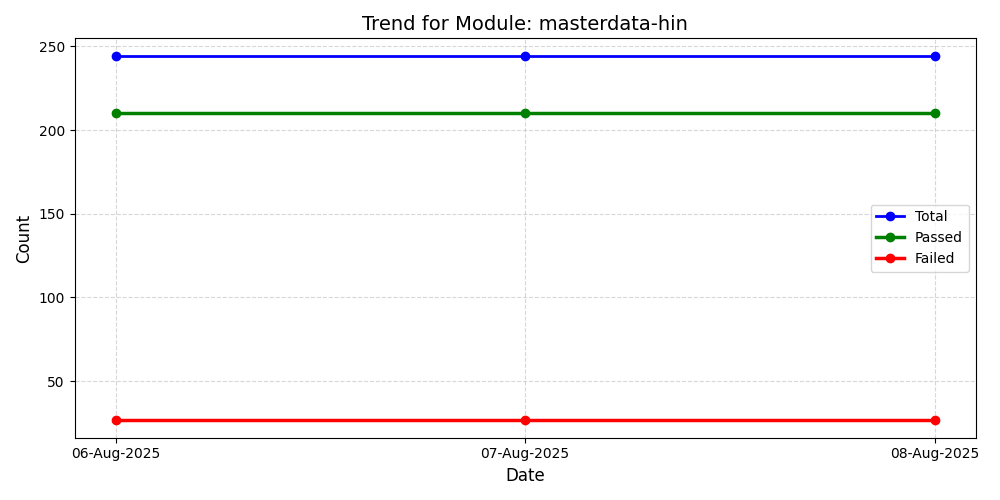 Trend for Module: masterdata-hin
250
200
150
100
50
Count
Total
Passed
Failed
06-Aug-2025 07-Aug-2025 08-Aug-2025
Date